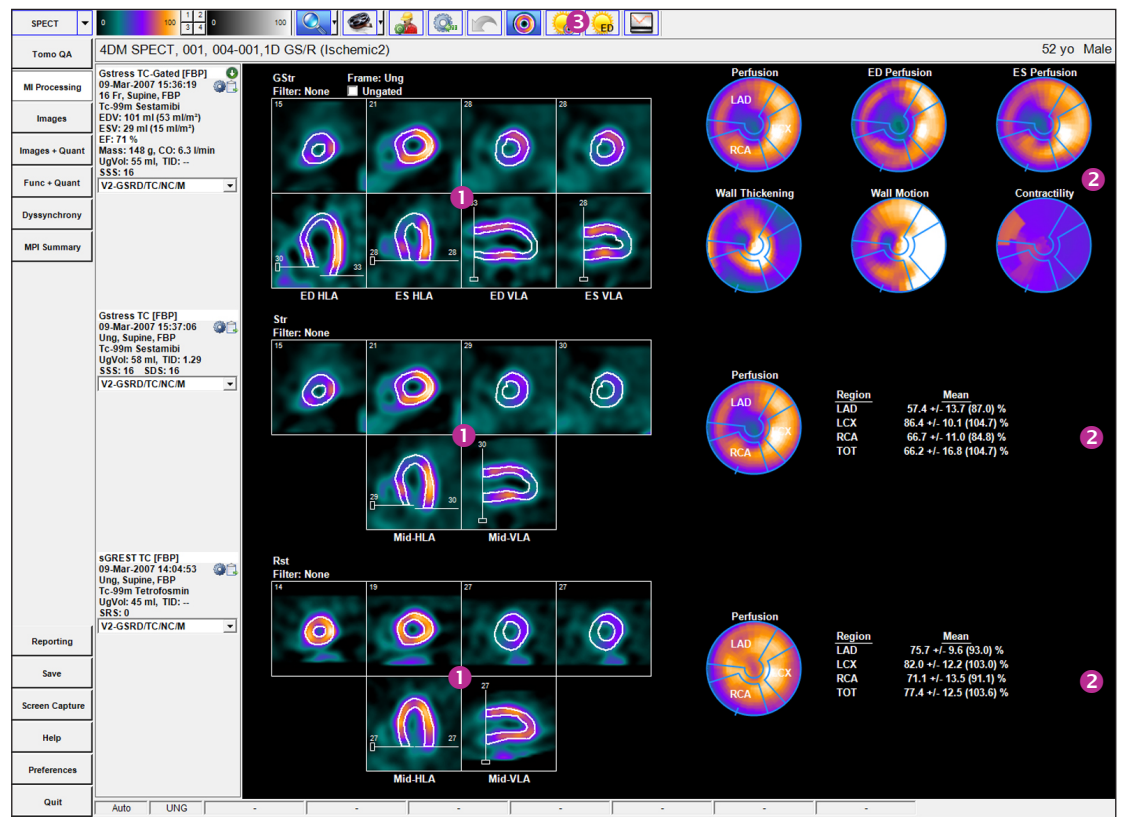 SPECT
0 100
1 2
3 4
0 100
3
ED
Tomo QA
MI Processing
Images
Images + Quant
Func + Quant
Dyssynchrony
MPI Summary
Reporting
Save
Screen Capture
Help
Preferences
Quit
4DM SPECT, 001, 004-001,1D GS/R (Ischemic2)
52 yo Male
Gstress TC-Gated [FBP]
09-Mar-2007 15:36:19
16 Fr, Supine, FBP
Tc-99m Sestamibi
EDV: 101 ml (53 ml/m²)
ESV: 29 ml (15 ml/m²)
EF: 71 %
Mass: 148 g, CO: 6.3 l/min
UgVol: 55 ml, TID: --
SSS: 16
V2-GSRD/TC/NC/M
GStr
Frame: Ung
Filter: None
Ungated
15 21 28 28
1
30 33
28 28
33
28
ED HLA ES HLA ED VLA ES VLA
Perfusion ED Perfusion ES Perfusion
LAD
LCX
RCA
2
Wall Thickening Wall Motion Contractility
Gstress TC [FBP]
09-Mar-2007 15:37:06
Ung, Supine, FBP
Tc-99m Sestamibi
UgVol: 58 ml, TID: 1.29
SSS: 16 SDS: 16
V2-GSRD/TC/NC/M
Str
Filter: None
15 21 29 30
1
29 30
30
Mid-HLA Mid-VLA
Perfusion
LAD
LCX
RCA
Region Mean
LAD 57.4 +/- 13.7 (87.0) %
LCX 86.4 +/- 10.1 (104.7) %
RCA 66.7 +/- 11.0 (84.8) %
TOT 66.2 +/- 16.8 (104.7) %
2
sGREST TC [FBP]
09-Mar-2007 14:04:53
Ung, Supine, FBP
Tc-99m Tetrofosmin
UgVol: 45 ml, TID: --
SRS: 0
V2-GSRD/TC/NC/M
Rst
Filter: None
14 19 27 27
1
27 27
27
Mid-HLA Mid-VLA
Perfusion
LAD
LCX
RCA
Region Mean
LAD 75.7 +/- 9.6 (93.0) %
LCX 82.0 +/- 12.2 (103.0) %
RCA 71.1 +/- 13.5 (91.1) %
TOT 77.4 +/- 12.5 (103.6) %
2
Auto UNG - - - - - - -